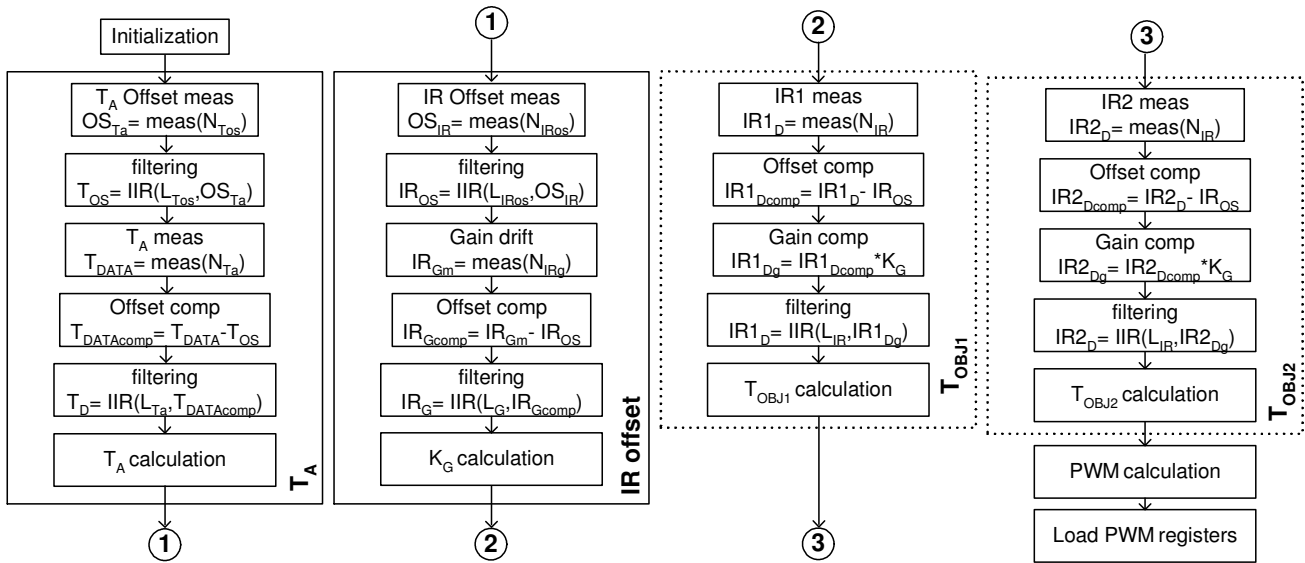 Initialization
T_A Offset meas
OS_Ta= meas(N_Tos)
filtering
T_OS= IIR(L_Tos,OS_Ta)
T_A meas
T_DATA= meas(N_Ta)
Offset comp
T_DATAcomp= T_DATA-T_OS
filtering
T_D= IIR(L_Ta,T_DATAcomp)
T_A calculation
T_A
1
1
IR Offset meas
OS_IR= meas(N_IRos)
filtering
IR_OS= IIR(L_IRos,OS_IR)
Gain drift
IR_Gm= meas(N_IRg)
Offset comp
IR_Gcomp= IR_Gm- IR_OS
filtering
IR_G= IIR(L_G,IR_Gcomp)
K_G calculation
IR offset
2
2
IR1 meas
IR1_D= meas(N_IR)
Offset comp
IR1_Dcomp= IR1_D- IR_OS
Gain comp
IR1_Dg= IR1_Dcomp*K_G
filtering
IR1_D= IIR(L_IR,IR1_Dg)
T_OBJ1 calculation
T_OBJ1
3
3
IR2 meas
IR2_D= meas(N_IR)
Offset comp
IR2_Dcomp= IR2_D- IR_OS
Gain comp
IR2_Dg= IR2_Dcomp*K_G
filtering
IR2_D= IIR(L_IR,IR2_Dg)
T_OBJ2 calculation
T_OBJ2
PWM calculation
Load PWM registers